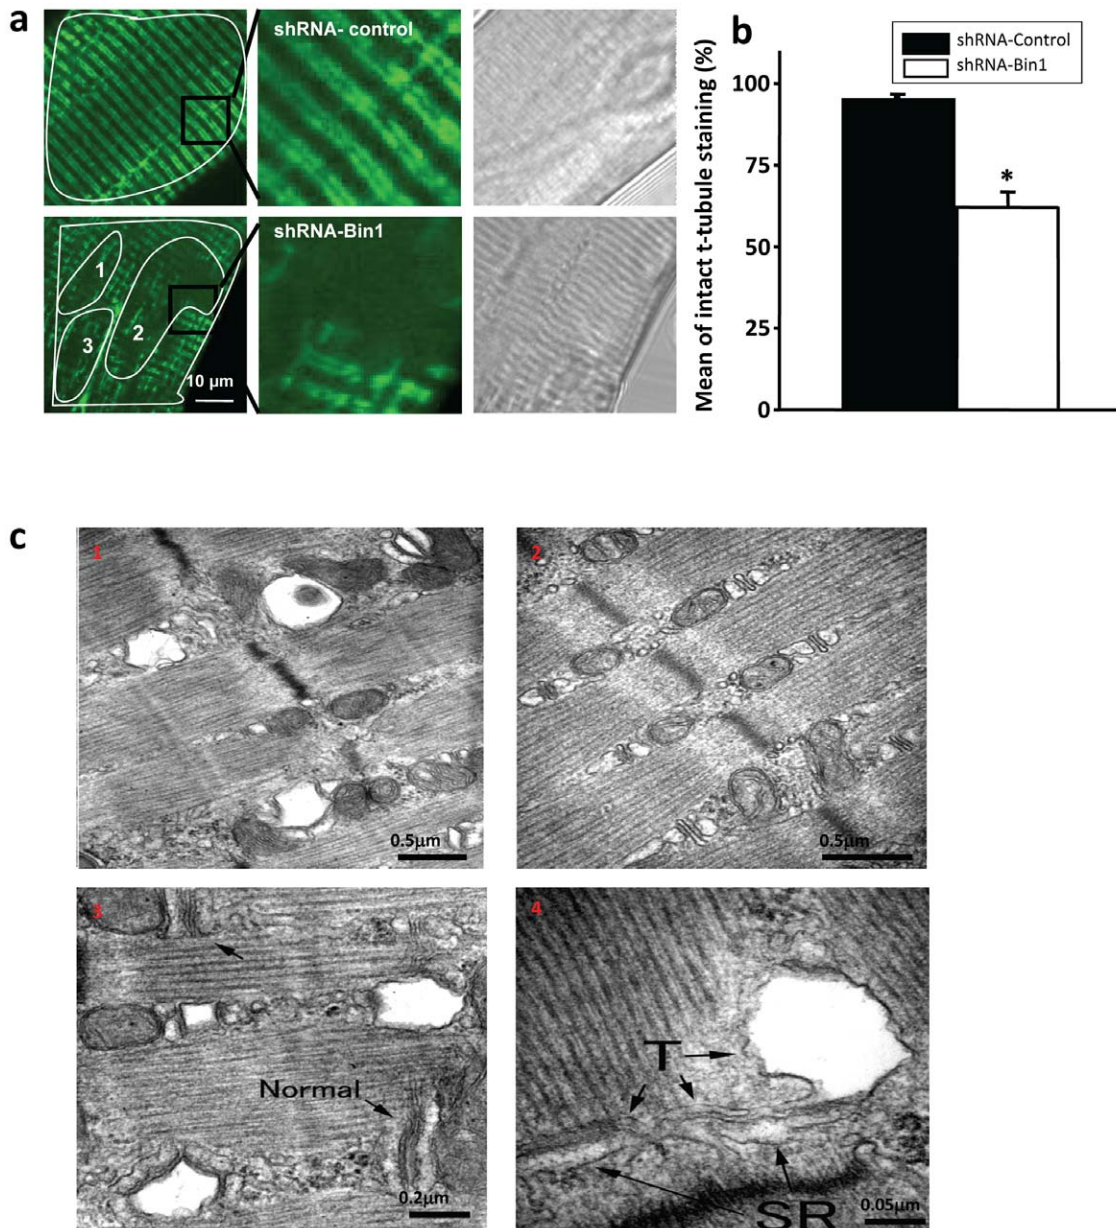 a
shRNA- control
shRNA-Bin1
1
2
3
10 µm
b
shRNA-Control
shRNA-Bin1
Mean of intact t-tubule staining (%)
100
75
50
25
0
*
c
1
0.5µm
2
0.5µm
3
Normal
0.2µm
4
T
SR
0.05µm